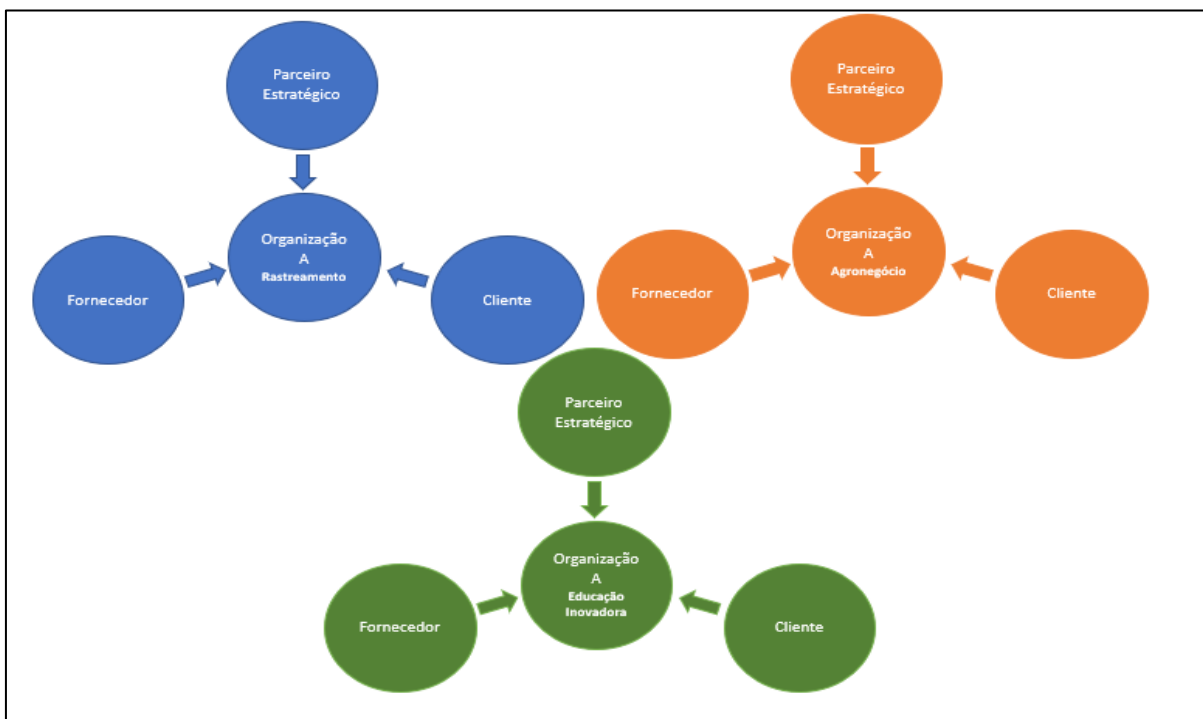 Parceiro
Estratégico
Organização
A
Rastreamento
Fornecedor
Cliente
Parceiro
Estratégico
Organização
A
Agronegócio
Fornecedor
Cliente
Parceiro
Estratégico
Organização
A
Educação
Inovadora
Fornecedor
Cliente